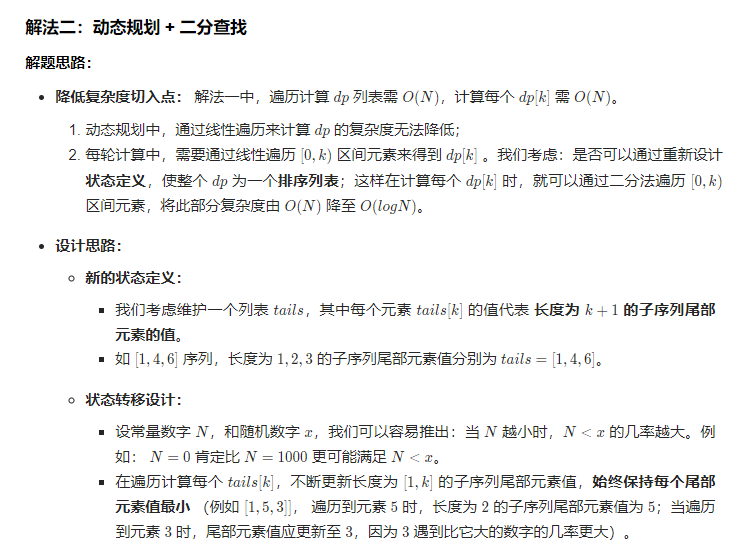 解法二：动态规划 + 二分查找
解题思路：
• 降低复杂度切入点： 解法一中，遍历计算 dp 列表需 O(N)，计算每个 dp[k] 需 O(N)。
1. 动态规划中，通过线性遍历来计算 dp 的复杂度无法降低；
2. 每轮计算中，需要通过线性遍历 [0, k) 区间元素来得到 dp[k] 。我们考虑：是否可以通过重新设计
状态定义，使整个 dp 为一个排序列表；这样在计算每个 dp[k] 时，就可以通过二分法遍历 [0, k)
区间元素，将此部分复杂度由 O(N) 降至 O(logN)。
• 设计思路：
◦ 新的状态定义：
▪ 我们考虑维护一个列表 tails，其中每个元素 tails[k] 的值代表 长度为 k + 1 的子序列尾部
元素的值。
▪ 如 [1, 4, 6] 序列，长度为 1, 2, 3 的子序列尾部元素值分别为 tails = [1, 4, 6]。
◦ 状态转移设计：
▪ 设常量数字 N，和随机数字 x，我们可以容易推出：当 N 越小时，N < x 的几率越大。例
如： N = 0 肯定比 N = 1000 更可能满足 N < x。
▪ 在遍历计算每个 tails[k]，不断更新长度为 [1, k] 的子序列尾部元素值，始终保持每个尾部
元素值最小 （例如 [1, 5, 3]]， 遍历到元素 5 时，长度为 2 的子序列尾部元素值为 5；当遍历
到元素 3 时，尾部元素值应更新至 3，因为 3 遇到比它大的数字的几率更大）。